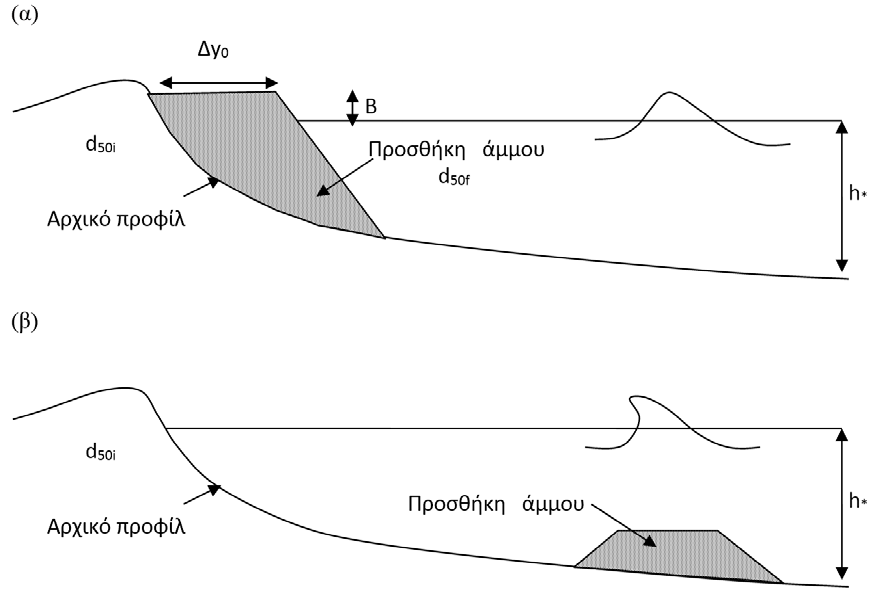 (α)
Δy₀
B
d₅₀ᵢ
Προσθήκη άμμου
d₅₀f
h*
Αρχικό προφίλ
(β)
d₅₀ᵢ
Προσθήκη άμμου
h*
Αρχικό προφίλ